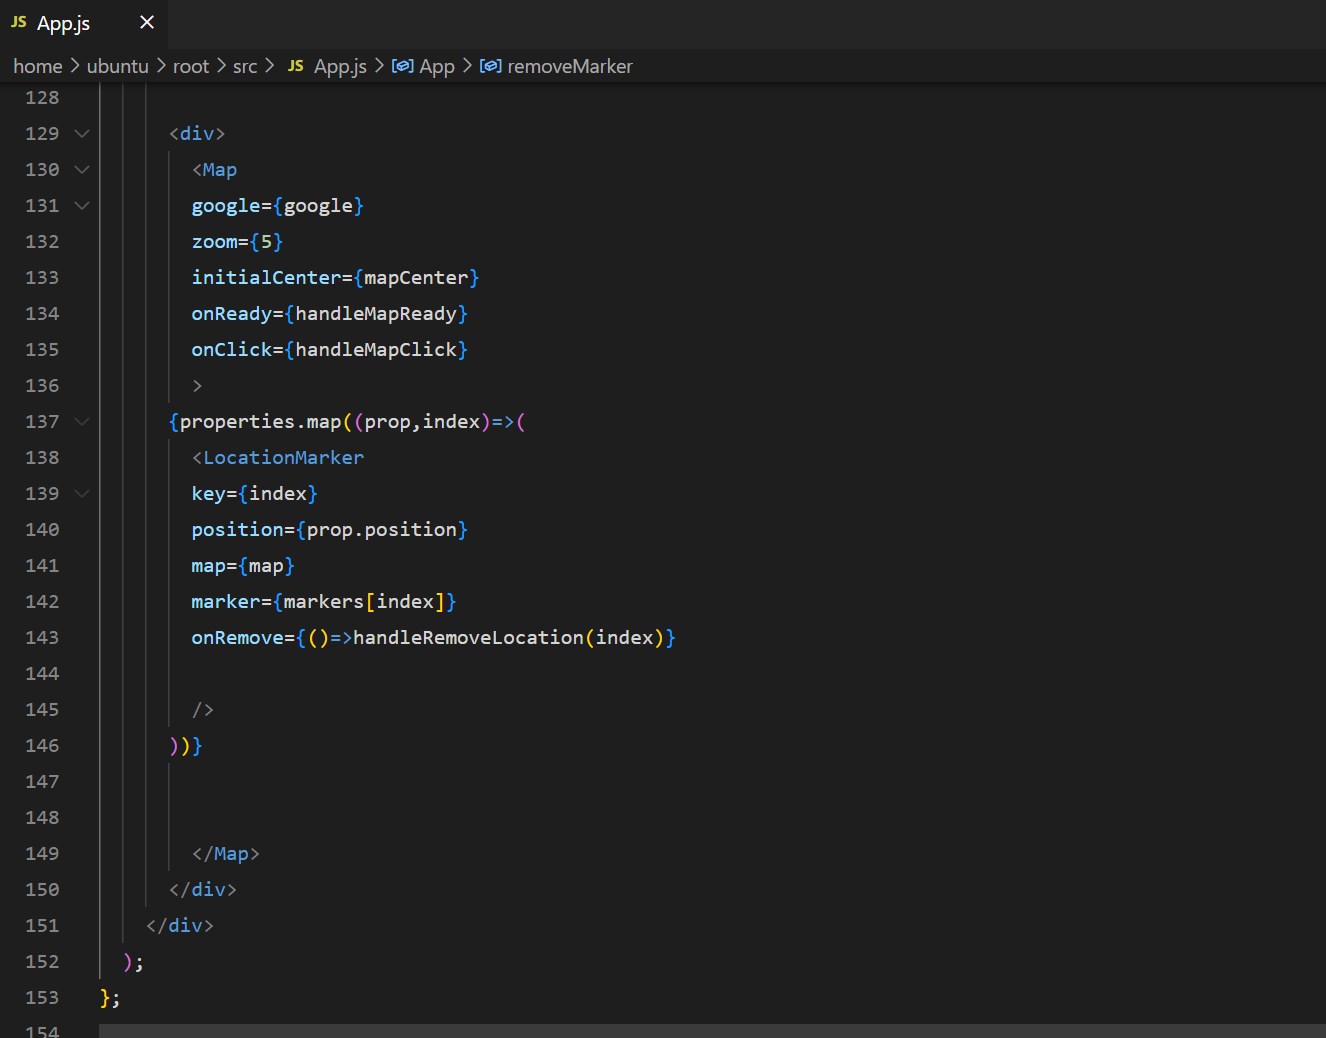 JS App.js
home > ubuntu > root > src > JS App.js > App > removeMarker
128
129 <div>
130 <Map
131 google={google}
132 zoom={5}
133 initialCenter={mapCenter}
134 onReady={handleMapReady}
135 onClick={handleMapClick}
136 >
137 {properties.map((prop,index)=>(
138 <LocationMarker
139 key={index}
140 position={prop.position}
141 map={map}
142 marker={markers[index]}
143 onRemove={()=>handleRemoveLocation(index)}
144
145 />
146 ))}
147
148
149 </Map>
150 </div>
151 </div>
152 );
153 };
154